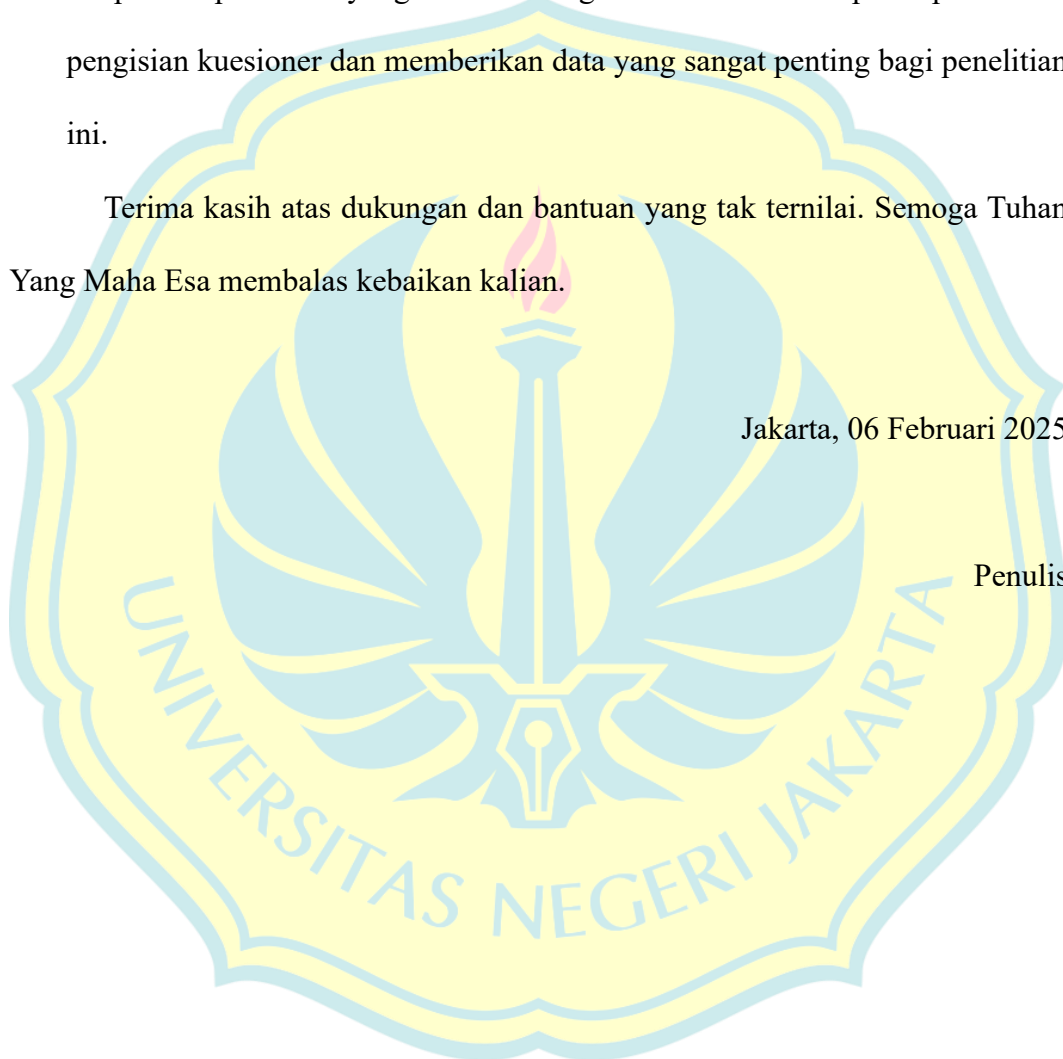 pengisian kuesioner dan memberikan data yang sangat penting bagi penelitian
ini.
Terima kasih atas dukungan dan bantuan yang tak ternilai. Semoga Tuhan
Yang Maha Esa membalas kebaikan kalian.
Jakarta, 06 Februari 2025
Penulis
UNIVERSITAS NEGERI JAKARTA